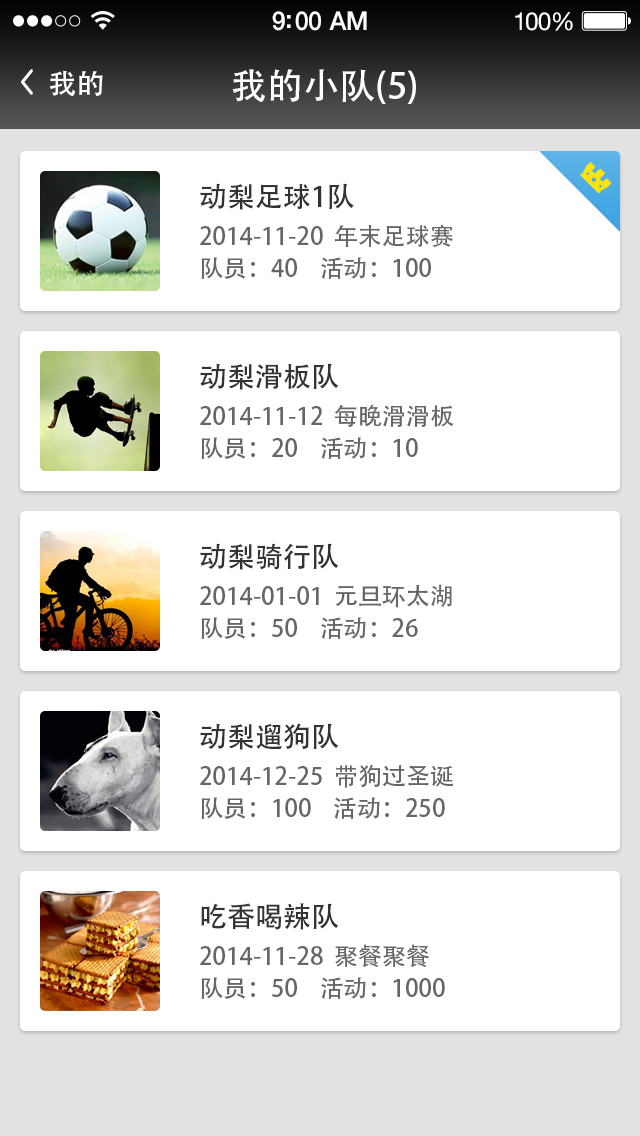 9:00 AM 100%
我的 我的小队(5)
动梨足球1队
2014-11-20 年末足球赛
队员：40 活动：100
动梨滑板队
2014-11-12 每晚滑滑板
队员：20 活动：10
动梨骑行队
2014-01-01 元旦环太湖
队员：50 活动：26
动梨遛狗队
2014-12-25 带狗过圣诞
队员：100 活动：250
吃香喝辣队
2014-11-28 聚餐聚餐
队员：50 活动：1000